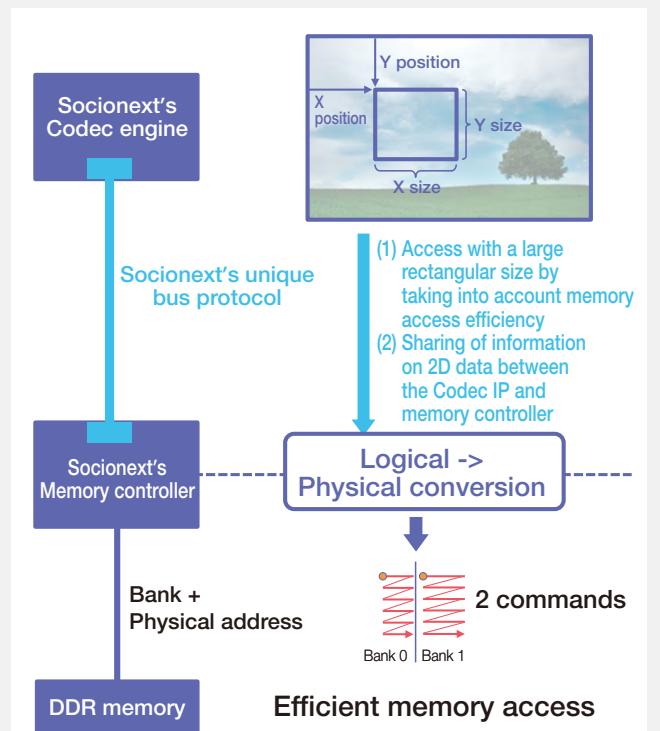 Socionext's
Codec engine
Y position
X
position
Y size
X size
Socionext's unique
bus protocol
(1) Access with a large
rectangular size by
taking into account memory
access efficiency
(2) Sharing of information
on 2D data between
the Codec IP and
memory controller
Socionext's
Memory controller
Logical ->
Physical conversion
Bank +
Physical address
2 commands
Bank 0
Bank 1
DDR memory
Efficient memory access